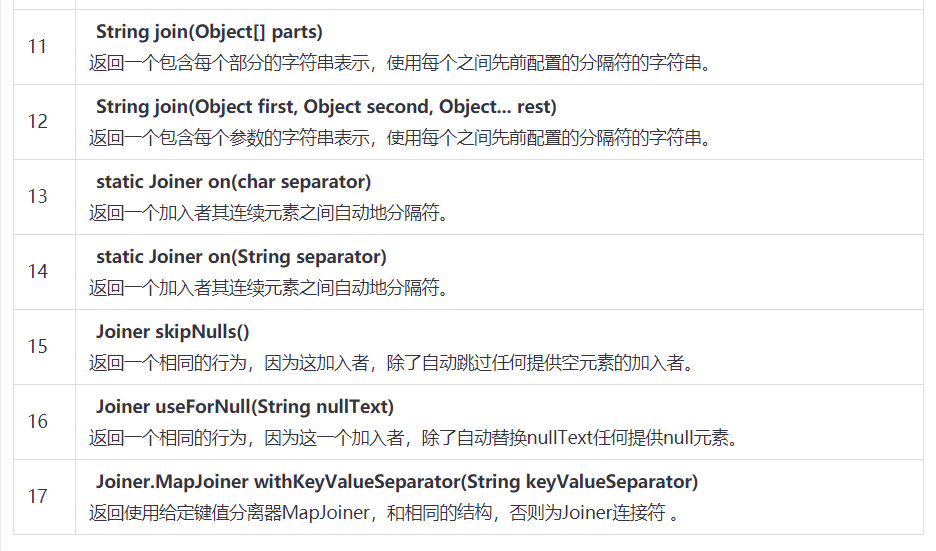 11
String join(Object[] parts)
返回一个包含每个部分的字符串表示，使用每个之间先前配置的分隔符的字符串。
12
String join(Object first, Object second, Object... rest)
返回一个包含每个参数的字符串表示，使用每个之间先前配置的分隔符的字符串。
13
static Joiner on(char separator)
返回一个加入者其连续元素之间自动地分隔符。
14
static Joiner on(String separator)
返回一个加入者其连续元素之间自动地分隔符。
15
Joiner skipNulls()
返回一个相同的行为，因为这加入者，除了自动跳过任何提供空元素的加入者。
16
Joiner useForNull(String nullText)
返回一个相同的行为，因为这一个加入者，除了自动替换nullText任何提供null元素。
17
Joiner.MapJoiner withKeyValueSeparator(String keyValueSeparator)
返回使用给定键值分离器MapJoiner，和相同的结构，否则为Joiner连接符 。